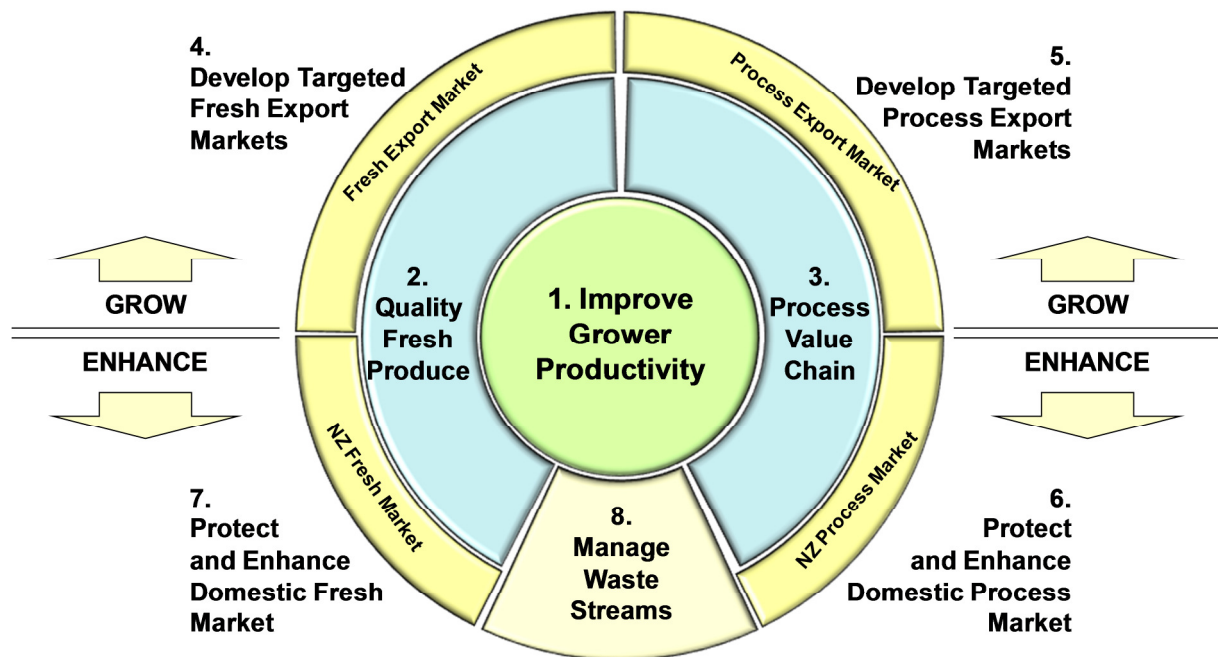 4.
Develop Targeted
Fresh Export
Markets
Fresh Export Market
Process Export Market
5.
Develop Targeted
Process Export
Markets
GROW
ENHANCE
2.
Quality
Fresh
Produce
1. Improve
Grower
Productivity
3.
Process
Value
Chain
GROW
ENHANCE
7.
Protect
and Enhance
Domestic Fresh
Market
NZ Fresh Market
8.
Manage
Waste
Streams
NZ Process Market
6.
Protect
and Enhance
Domestic Process
Market